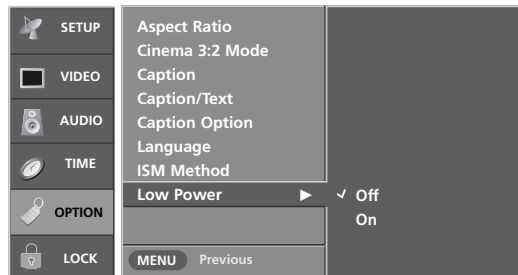 SETUP
VIDEO
AUDIO
TIME
OPTION
LOCK
Aspect Ratio
Cinema 3:2 Mode
Caption
Caption/Text
Caption Option
Language
ISM Method
Low Power ▶ ✓ Off
On
MENU Previous